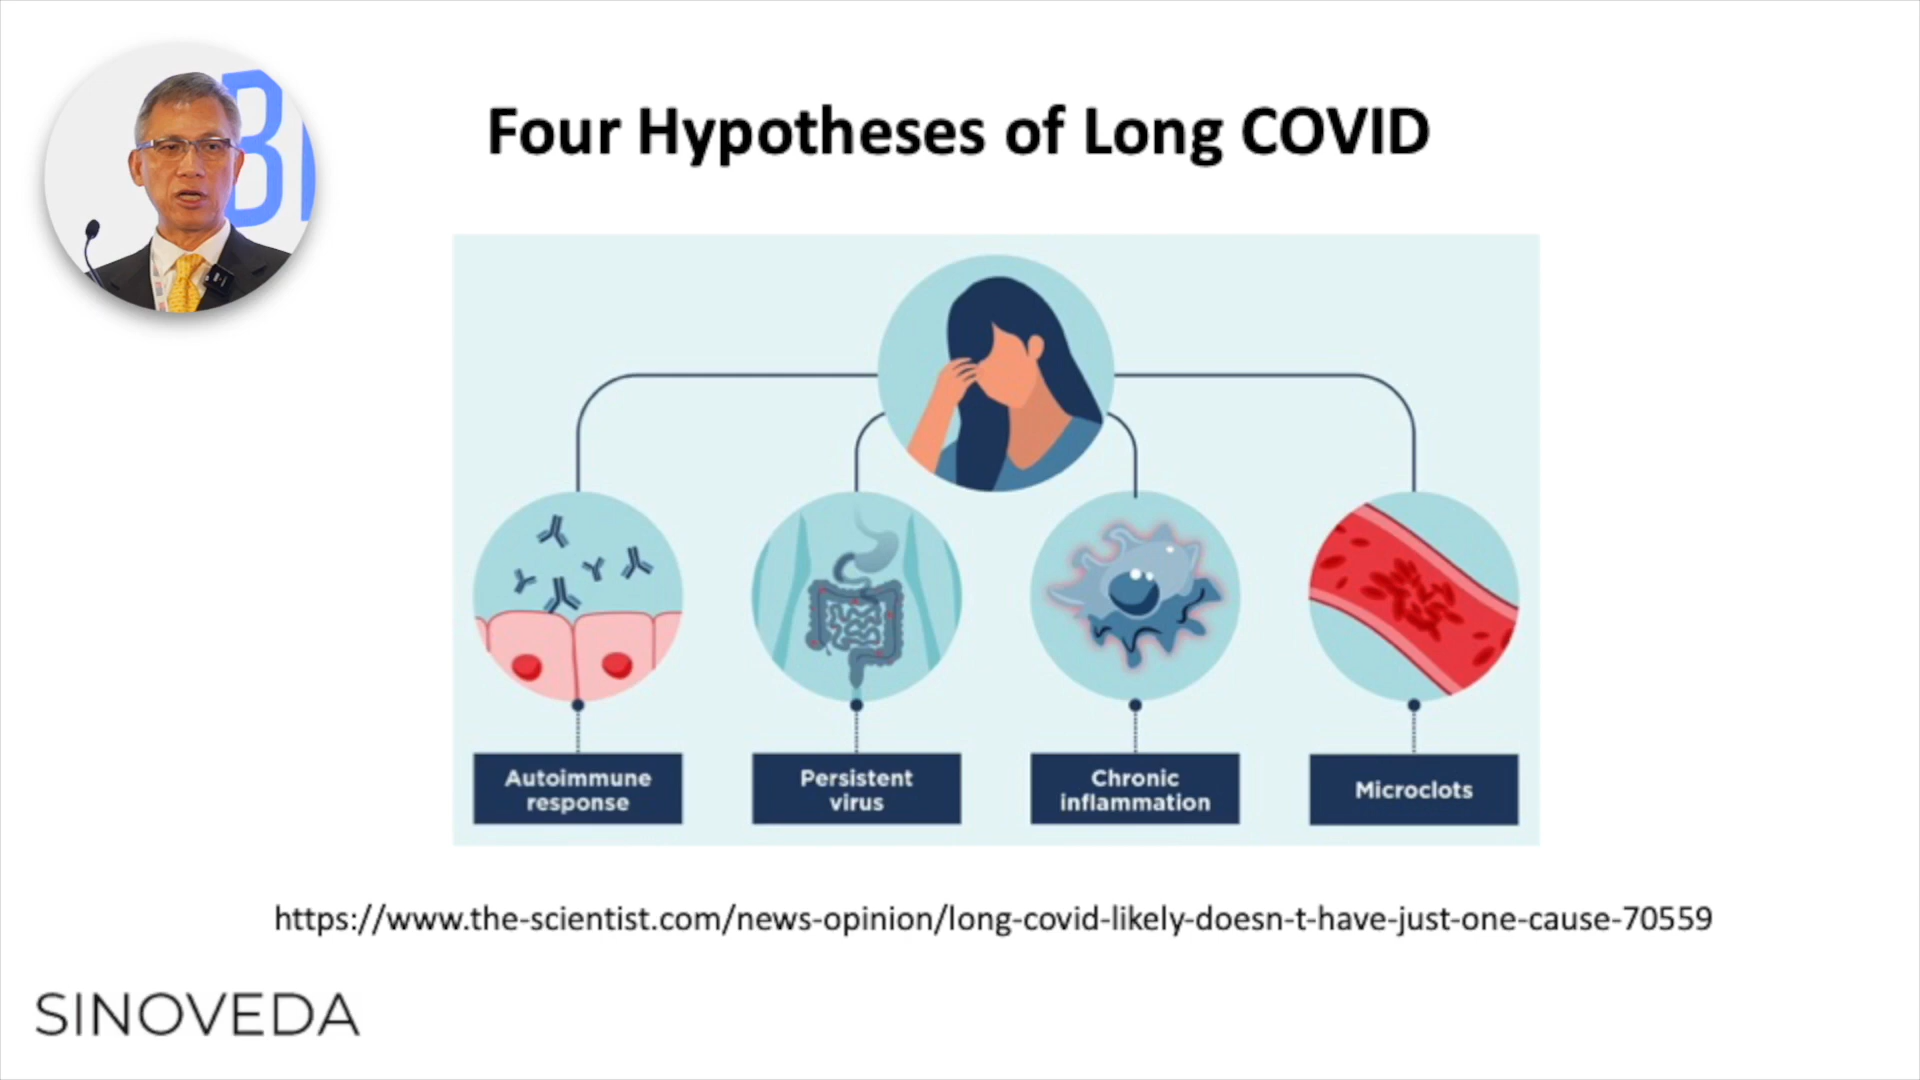 Four Hypotheses of Long COVID
Autoimmune
response
Persistent
virus
Chronic
inflammation
Microclots
https://www.the-scientist.com/news-opinion/long-covid-likely-doesn-t-have-just-one-cause-70559
SINOVEDA